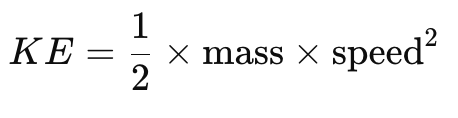 KE = 1/2 × mass × speed²